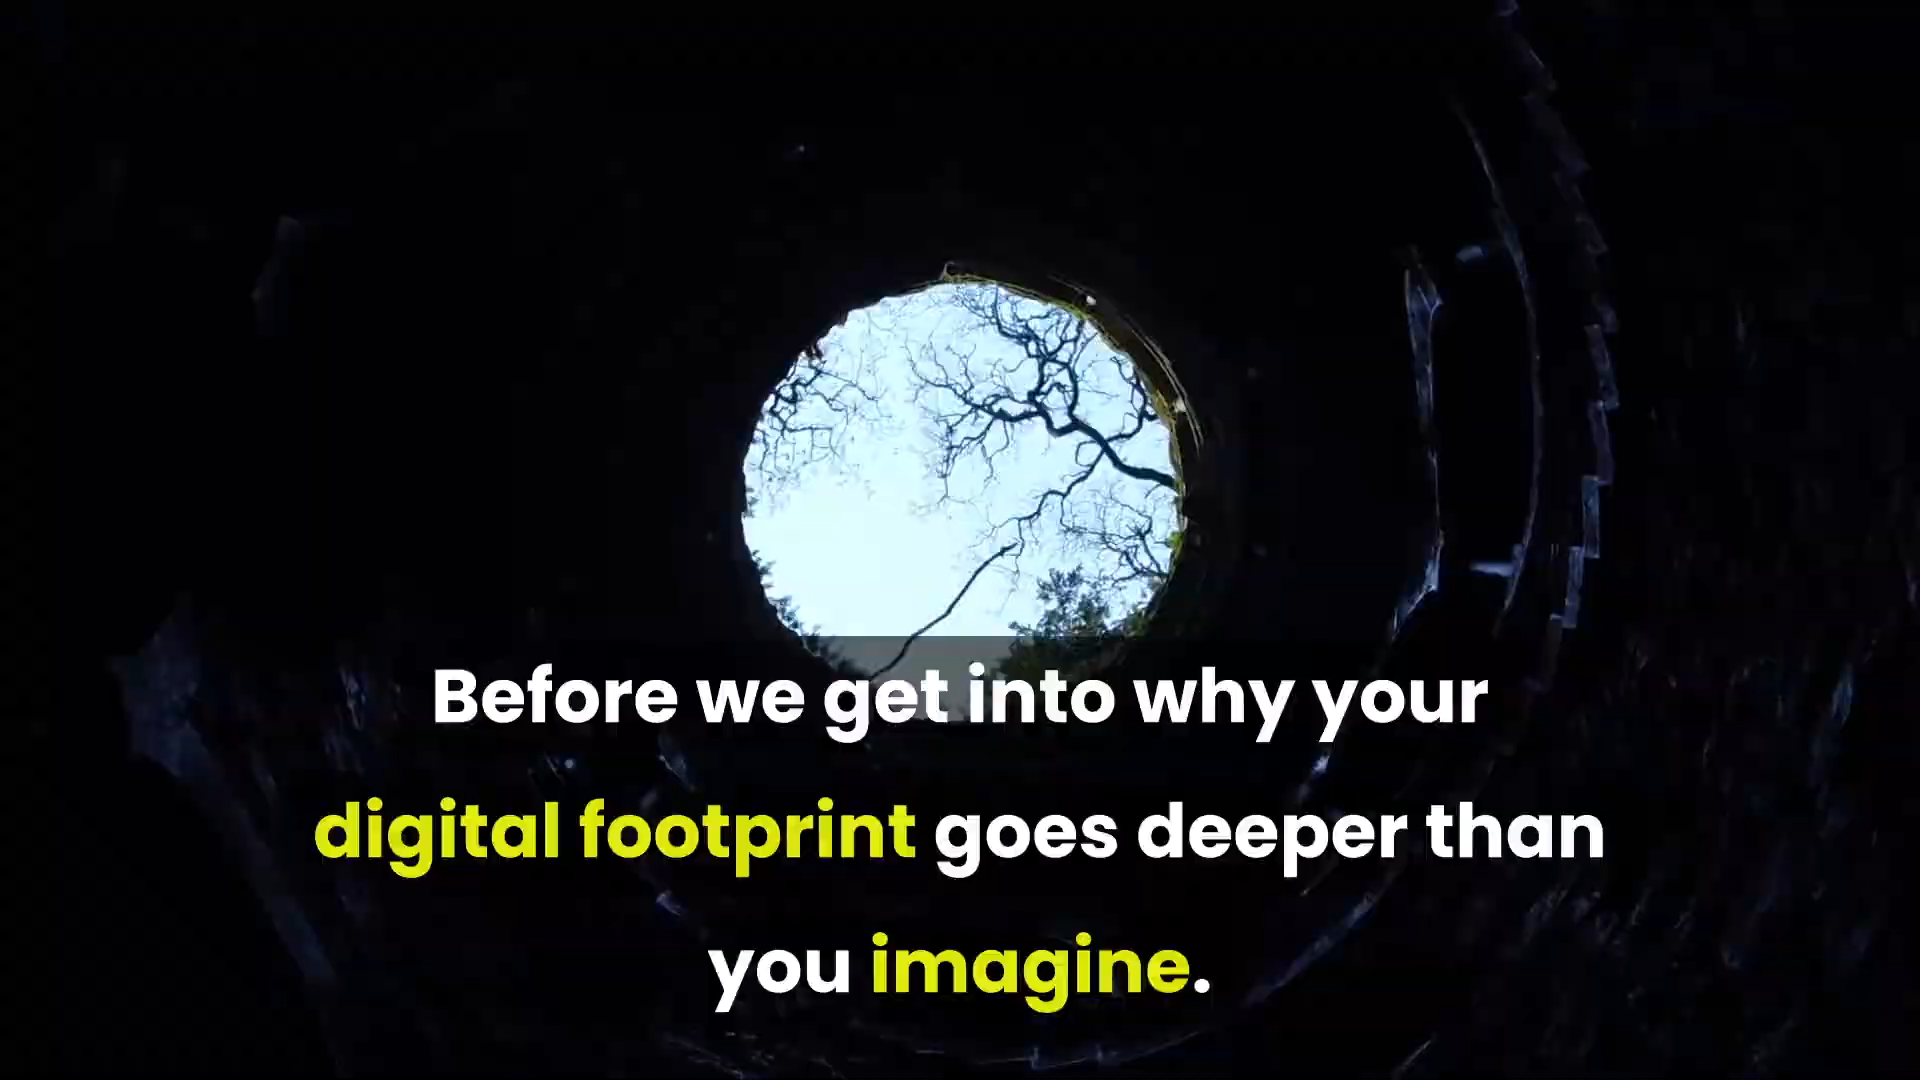 Before we get into why your
digital footprint goes deeper than
you imagine.